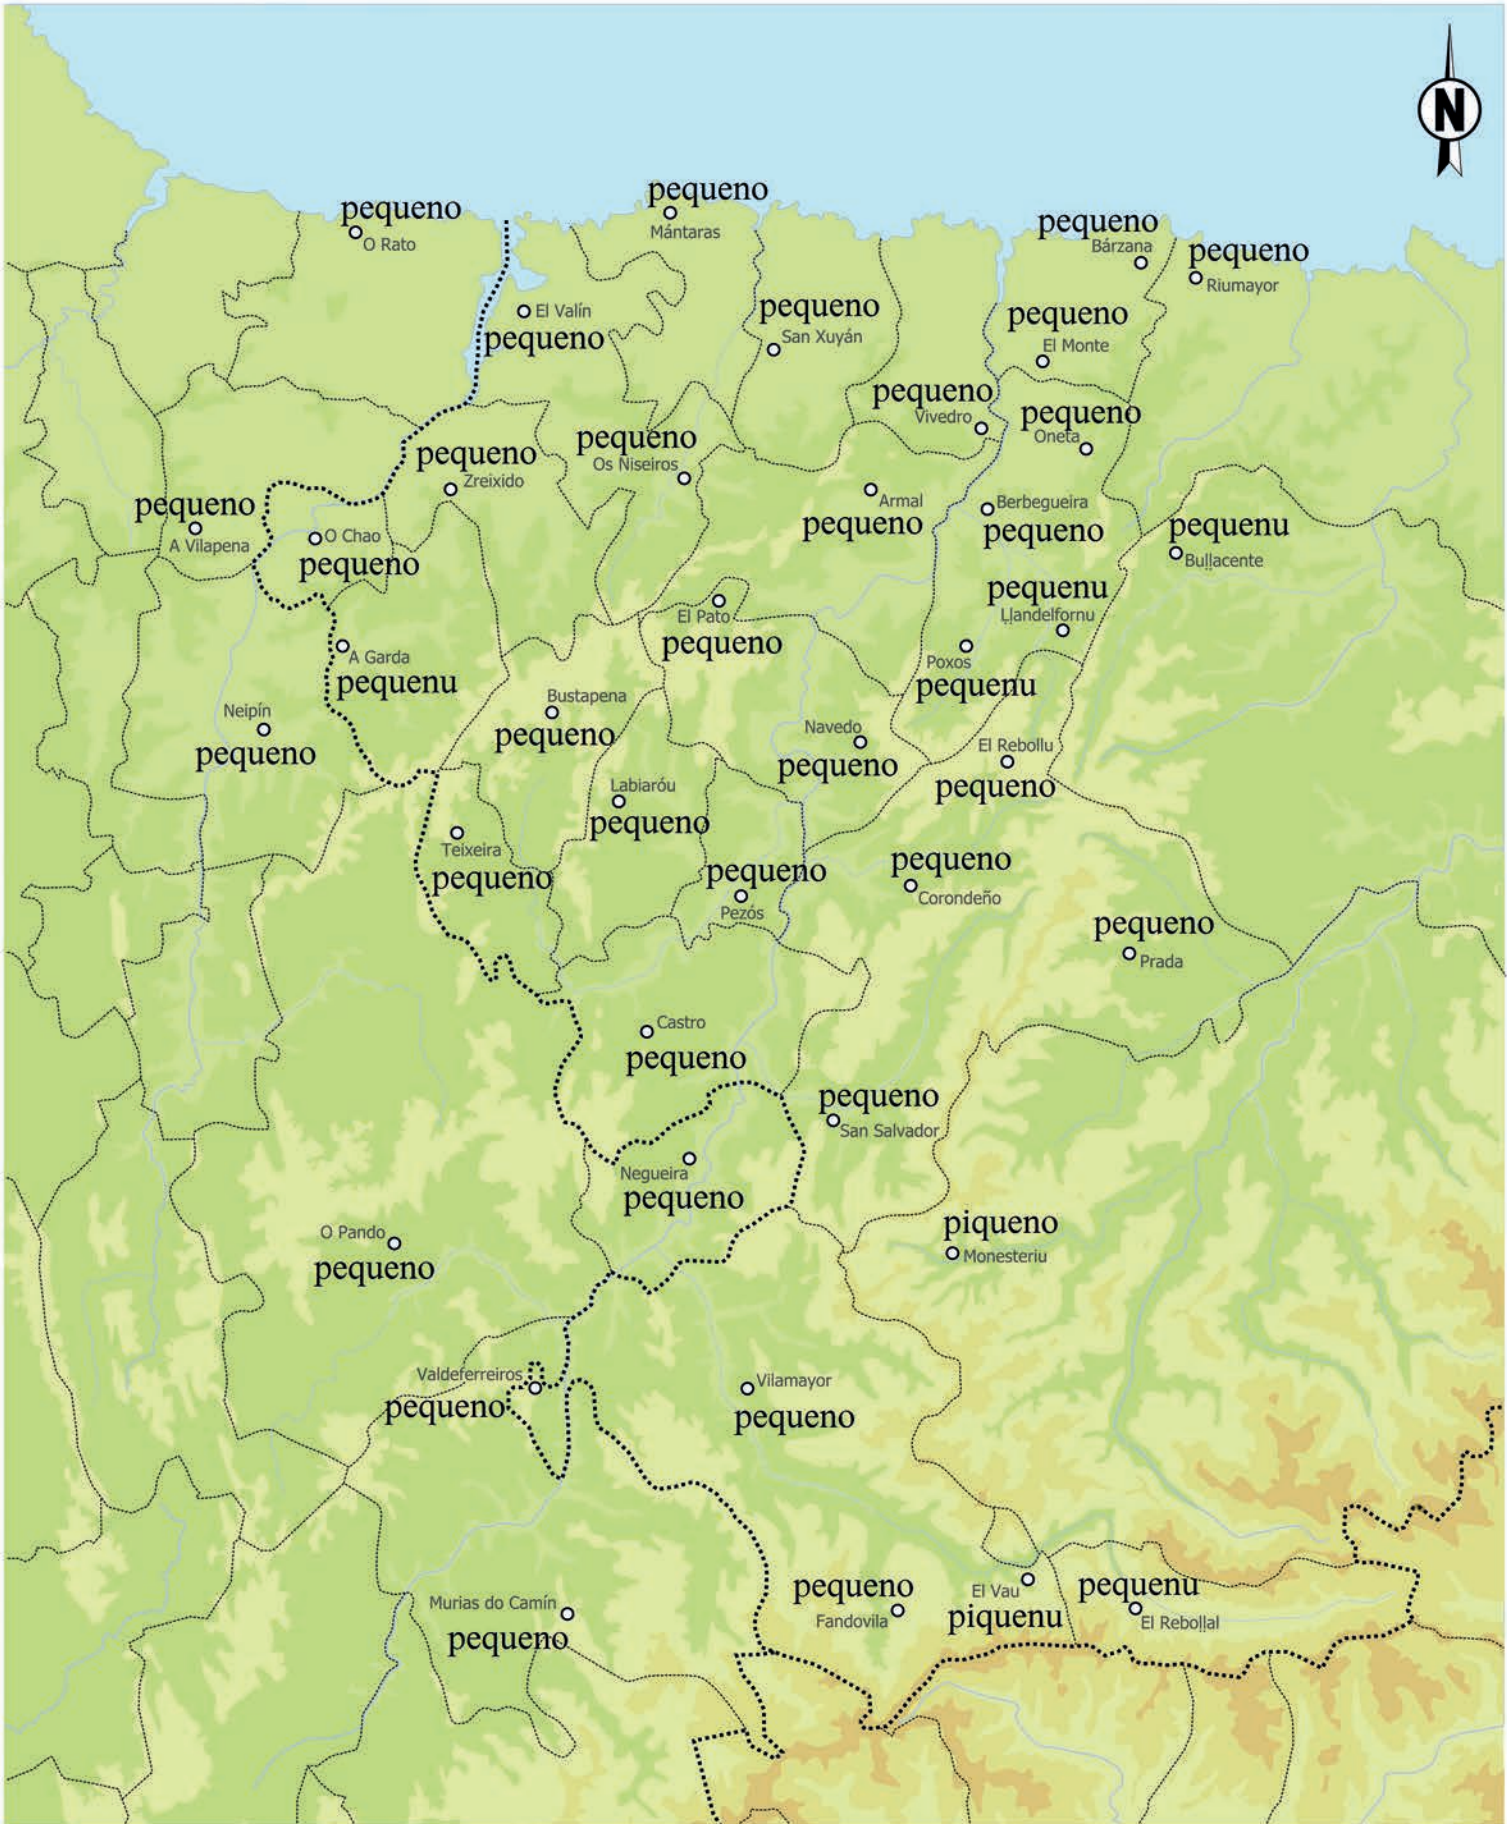 N
pequeno
O Rato
pequeno
Mántaras
pequeno
Bárzana
pequeno
Riumayor
El Valín
pequeno
pequeno
San Xuyán
pequeno
El Monte
pequeno
Vivedro
pequeno
Oneta
pequeno
Os Niseiros
pequeno
Zreixido
pequeno
A Vilapena
O Chao
pequeno
Armal
pequeno
Berbegueira
pequeno
pequenu
Buḷḷacente
pequenu
Ḷḷandelfornu
El Pato
pequeno
Poxos
pequenu
A Garda
pequenu
Neipín
pequeno
Bustapena
pequeno
Navedo
pequeno
El Rebollu
pequeno
Labiaróu
pequeno
Teixeira
pequeno
pequeno
Pezós
pequeno
Corondeño
pequeno
Prada
Castro
pequeno
pequeno
San Salvador
Negueira
pequeno
O Pando
pequeno
piqueno
Monesteriu
Valdeferreiros
pequeno
Vilamayor
pequeno
Murias do Camín
pequeno
pequeno
Fandovila
El Vau
piquenu
pequenu
El Reboḷḷal